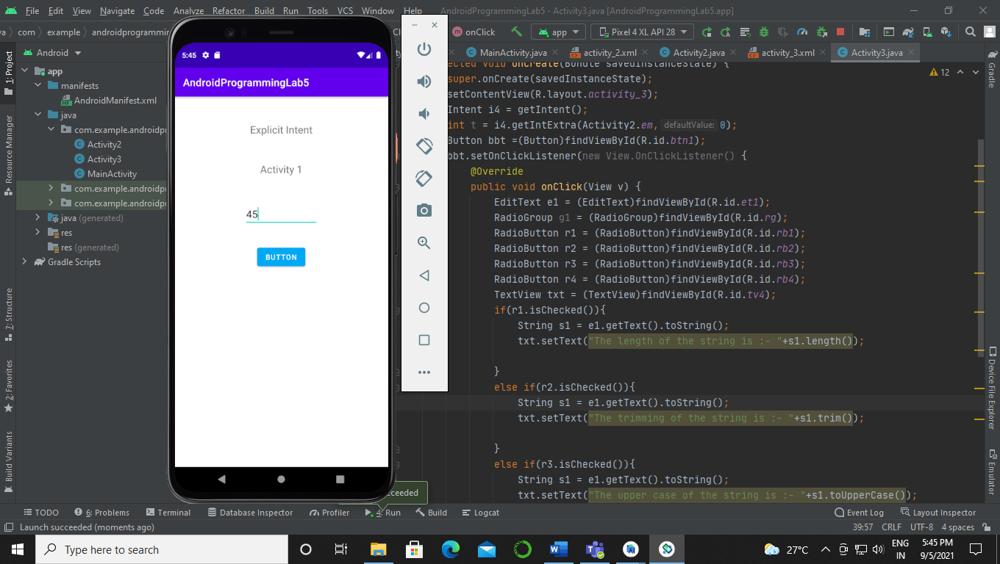 File Edit View Navigate Code Analyze Refactor Build Run Tools VCS Window Help AndroidProgrammingLab5 - Activity3.java [AndroidProgrammingLab5.app]
com example androidprogrammin onClick app Pixel 4 XL API 28
Android
MainActivity.java activity_2.xml Activity2.java activity_3.xml Activity3.java
1: Project
Resource Manager
7: Structure
2: Favorites
Build Variants
app
manifests
AndroidManifest.xml
java
com.example.androidpr
Activity2
Activity3
MainActivity
com.example.androidpr
com.example.androidpr
java (generated)
res
res (generated)
Gradle Scripts
5:45
AndroidProgrammingLab5
Explicit Intent
Activity 1
45
BUTTON
ected void onCreate(Bundle savedInstanceState) {
12
super.onCreate(savedInstanceState);
setContentView(R.layout.activity_3);
Intent i4 = getIntent();
int t = i4.getIntExtra(Activity2.em, defaultValue: 0);
Button bbt =(Button)findViewById(R.id.btn1);
bbt.setOnClickListener(new View.OnClickListener() {
@Override
public void onClick(View v) {
EditText e1 = (EditText)findViewById(R.id.et1);
RadioGroup g1 = (RadioGroup)findViewById(R.id.rg);
RadioButton r1 = (RadioButton)findViewById(R.id.rb1);
RadioButton r2 = (RadioButton)findViewById(R.id.rb2);
RadioButton r3 = (RadioButton)findViewById(R.id.rb3);
RadioButton r4 = (RadioButton)findViewById(R.id.rb4);
TextView txt = (TextView)findViewById(R.id.tv4);
if(r1.isChecked()){
String s1 = e1.getText().toString();
txt.setText("The length of the string is :- "+s1.length());
}
else if(r2.isChecked()){
String s1 = e1.getText().toString();
txt.setText("The trimming of the string is :- "+s1.trim());
}
else if(r3.isChecked()){
String s1 = e1.getText().toString();
txt.setText("The upper case of the string is :- "+s1.toUpperCase());
Gradle
Device File Explorer
Emulator
ceeded
TODO 6: Problems Terminal Database Inspector Profiler 4: Run Build Logcat Event Log Layout Inspector
Launch succeeded (moments ago) 39:57 CRLF UTF-8 4 spaces
Type here to search
27°C
ENG
IN
5:45 PM
9/5/2021